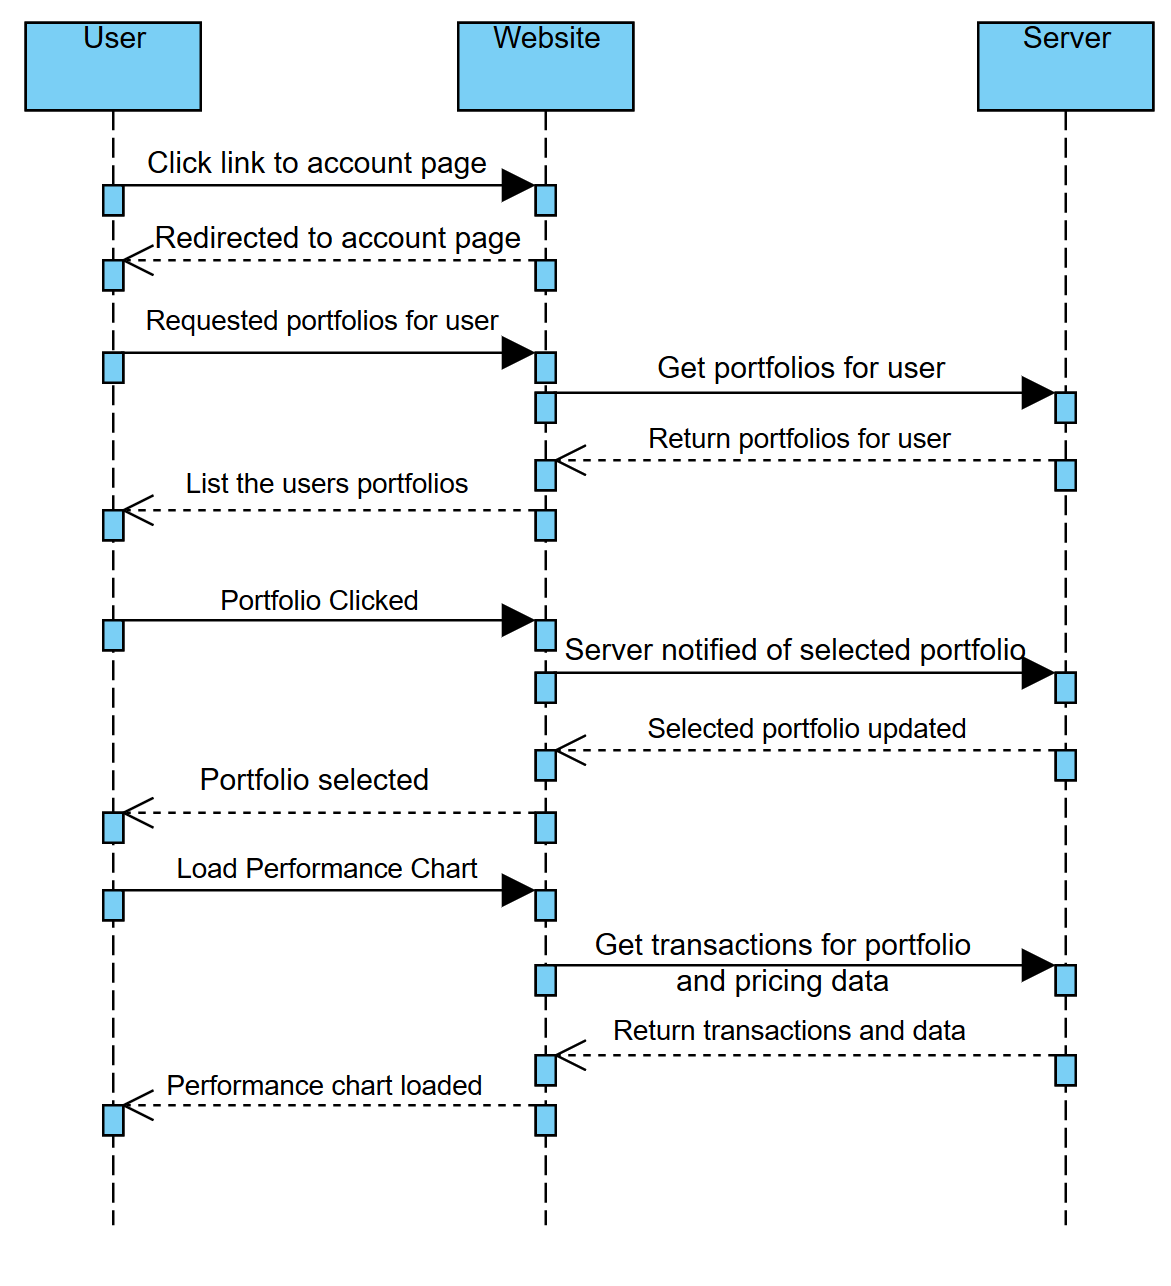 User
Website
Server
Click link to account page
Redirected to account page
Requested portfolios for user
Get portfolios for user
Return portfolios for user
List the users portfolios
Portfolio Clicked
Server notified of selected portfolio
Selected portfolio updated
Portfolio selected
Load Performance Chart
Get transactions for portfolio
and pricing data
Return transactions and data
Performance chart loaded